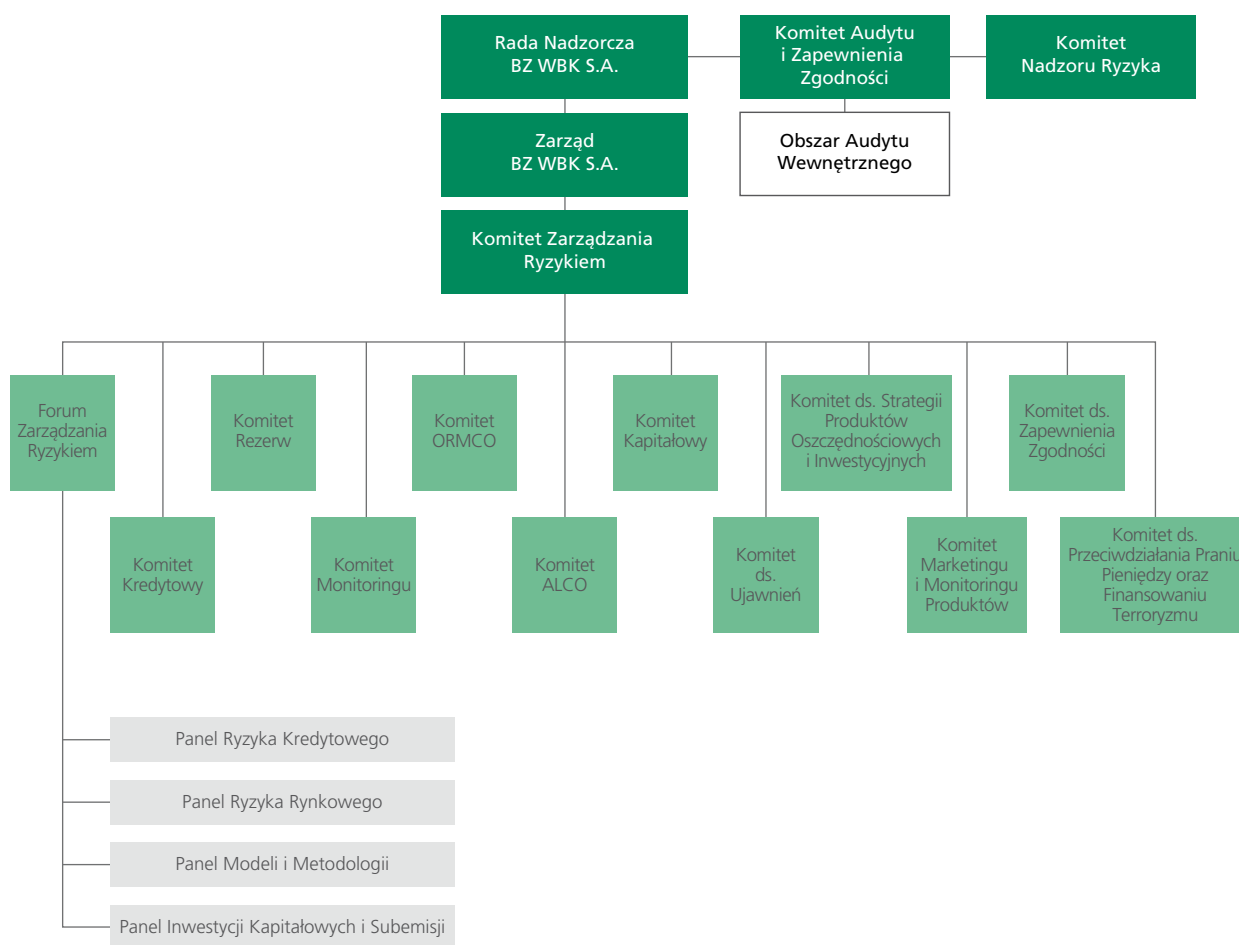 Rada Nadzorcza
BZ WBK S.A.
Komitet Audytu
i Zapewnienia
Zgodności
Komitet
Nadzoru Ryzyka
Zarząd
BZ WBK S.A.
Obszar Audytu
Wewnętrznego
Komitet Zarządzania
Ryzykiem
Forum
Zarządzania
Ryzykiem
Komitet
Rezerw
Komitet
ORMCO
Komitet
Kapitałowy
Komitet ds. Strategii
Produktów
Oszczędnościowych
i Inwestycyjnych
Komitet ds.
Zapewnienia
Zgodności
Komitet
Kredytowy
Komitet
Monitoringu
Komitet
ALCO
Komitet
ds.
Ujawnień
Komitet
Marketingu
i Monitoringu
Produktów
Komitet ds.
Przeciwdziałania Praniu
Pieniędzy oraz
Finansowaniu
Terroryzmu
Panel Ryzyka Kredytowego
Panel Ryzyka Rynkowego
Panel Modeli i Metodologii
Panel Inwestycji Kapitałowych i Subemisji